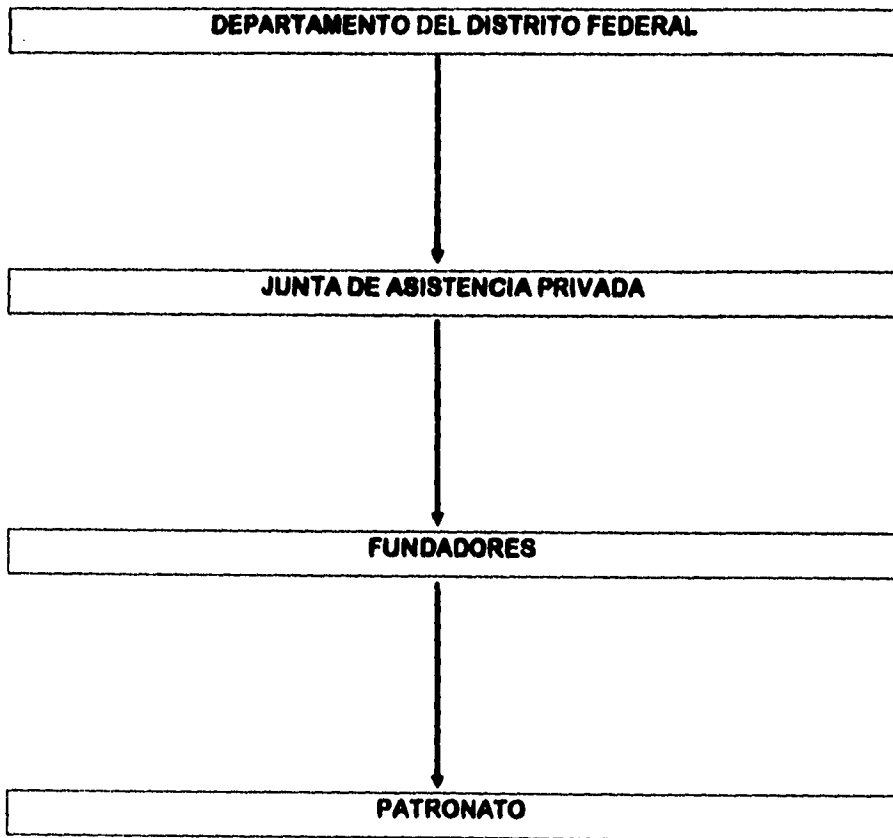 DEPARTAMENTO DEL DISTRITO FEDERAL
JUNTA DE ASISTENCIA PRIVADA
FUNDADORES
PATRONATO